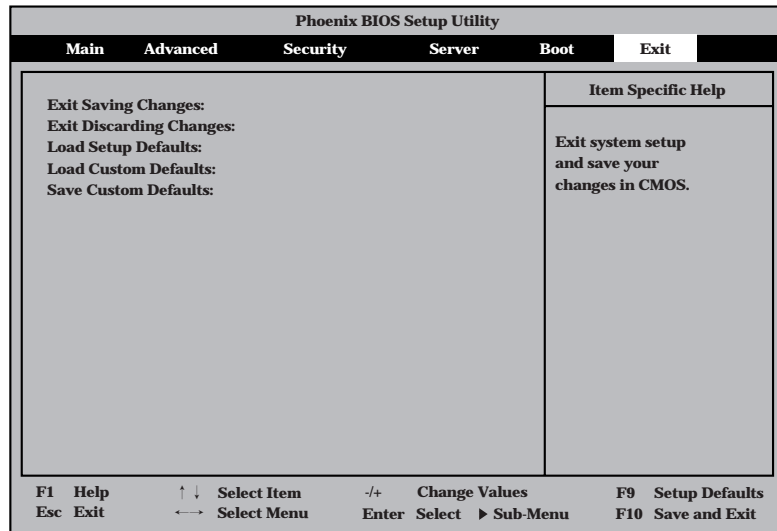 Phoenix BIOS Setup Utility
Main Advanced Security Server Boot Exit
Exit Saving Changes:
Exit Discarding Changes:
Load Setup Defaults:
Load Custom Defaults:
Save Custom Defaults:
Item Specific Help
Exit system setup
and save your
changes in CMOS.
F1 Help ↑ ↓ Select Item -/+ Change Values F9 Setup Defaults
Esc Exit ←→ Select Menu Enter Select ▶ Sub-Menu F10 Save and Exit